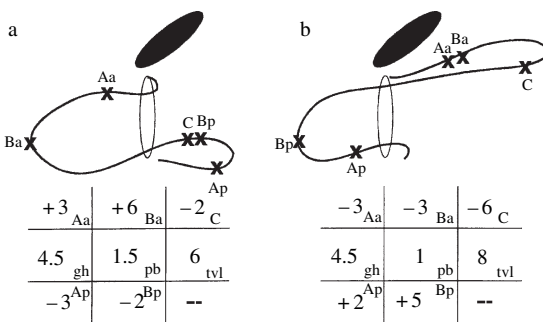 a
Aa
Ba
C Bp
Ap
+3 Aa +6 Ba −2 C
4.5 gh 1.5 pb 6 tvl
−3 Ap −2 Bp --
b
Aa Ba
C
Bp
Ap
−3 Aa −3 Ba −6 C
4.5 gh 1 pb 8 tvl
+2 Ap +5 Bp --